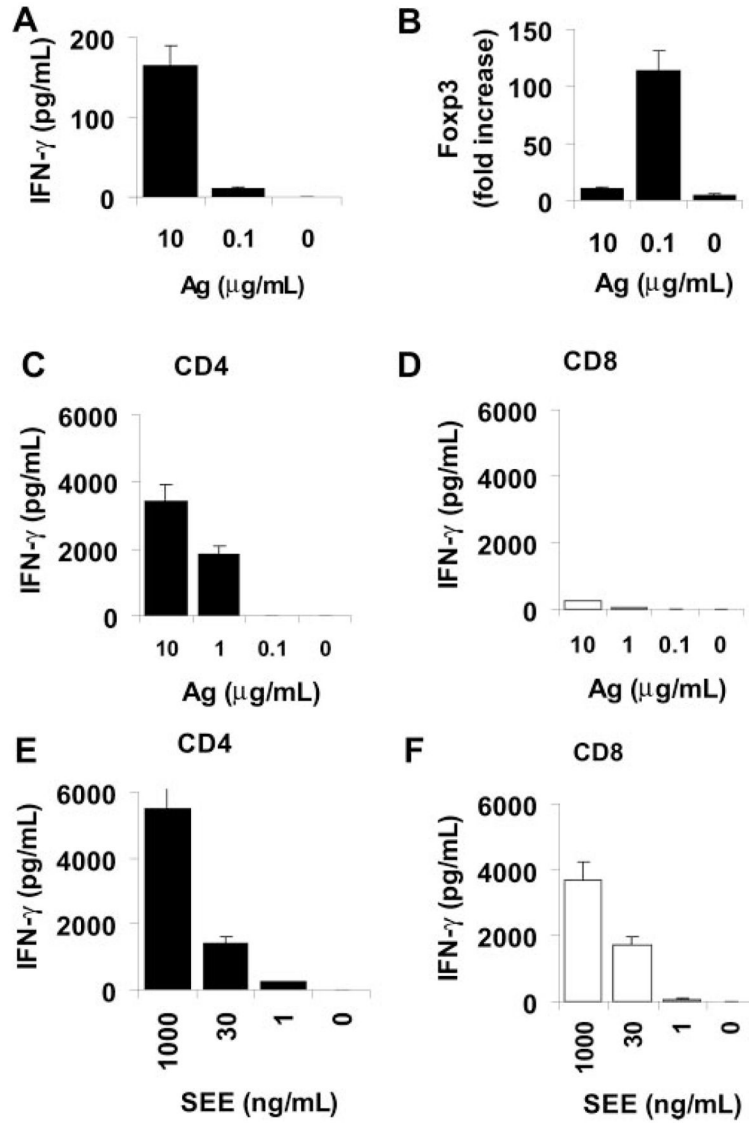 A
IFN-γ (pg/mL)
200
100
0
10 0.1 0
Ag (μg/mL)
B
Foxp3
(fold increase)
150
100
50
0
10 0.1 0
Ag (μg/mL)
C CD4
IFN-γ (pg/mL)
6000
4000
2000
0
10 1 0.1 0
Ag (μg/mL)
D CD8
IFN-γ (pg/mL)
6000
4000
2000
0
10 1 0.1 0
Ag (μg/mL)
E CD4
IFN-γ (pg/mL)
6000
4000
2000
0
1000 30 1 0
SEE (ng/mL)
F CD8
IFN-γ (pg/mL)
6000
4000
2000
0
1000 30 1 0
SEE (ng/mL)